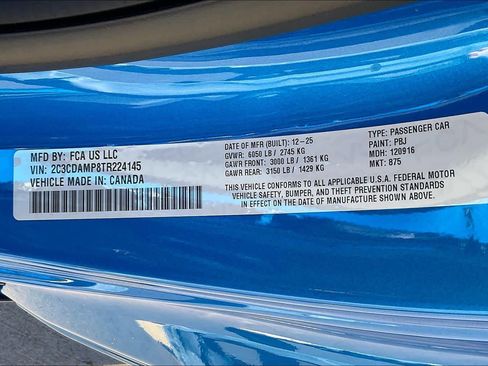 MFD BY: FCA US LLC
VIN: 2C3CDAMP8TR224145
VEHICLE MADE IN: CANADA
DATE OF MFR (BUILT): 12-25
GVWR: 6050 LB / 2745 KG
GAWR FRONT: 3000 LB / 1361 KG
GAWR REAR: 3150 LB / 1429 KG
TYPE: PASSENGER CAR
PAINT: PBJ
MDH: 120916
MKT: 875
THIS VEHICLE CONFORMS TO ALL APPLICABLE U.S.A. FEDERAL MOTOR
VEHICLE SAFETY, BUMPER, AND THEFT PREVENTION STANDARDS
IN EFFECT ON THE DATE OF MANUFACTURE SHOWN ABOVE.